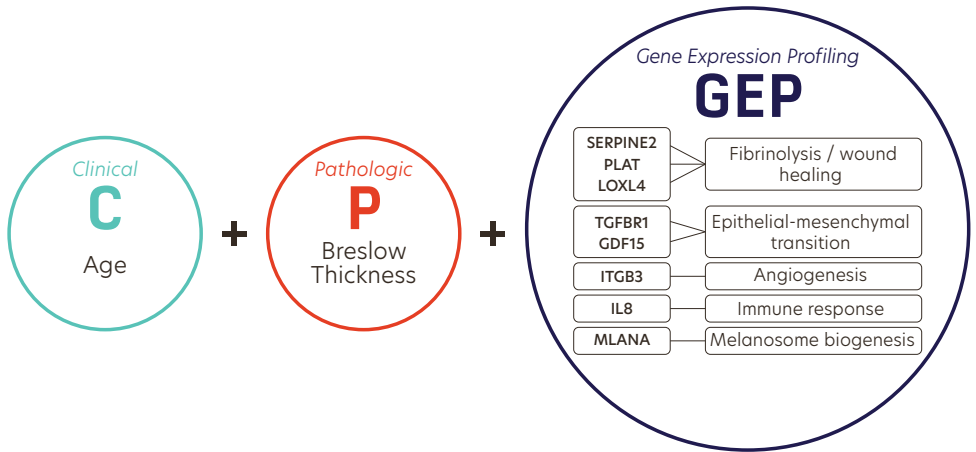 Clinical
C
Age
+
Pathologic
P
Breslow
Thickness
+
Gene Expression Profiling
GEP
SERPINE2
PLAT
LOXL4
Fibrinolysis / wound
healing
TGFBR1
GDF15
Epithelial-mesenchymal
transition
ITGB3
Angiogenesis
IL8
Immune response
MLANA
Melanosome biogenesis